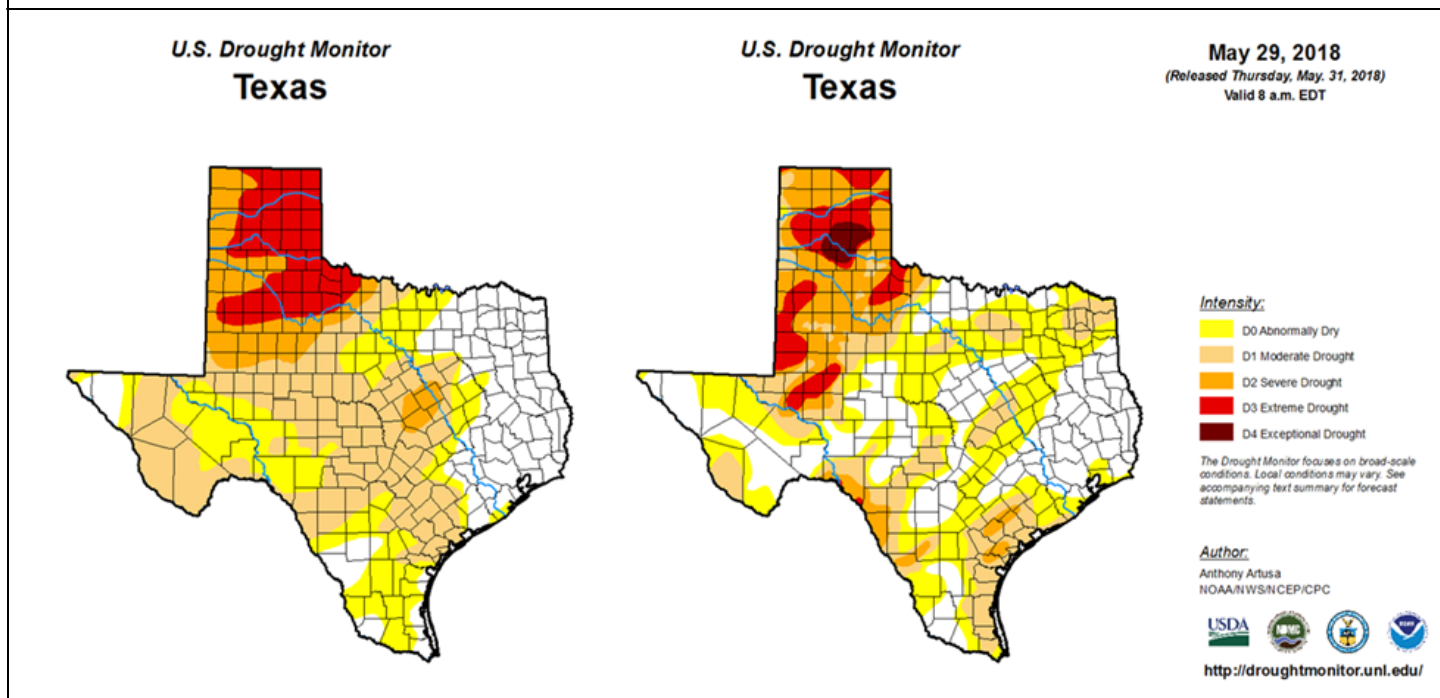 U.S. Drought Monitor
Texas
U.S. Drought Monitor
Texas
May 29, 2018
(Released Thursday, May. 31, 2018)
Valid 8 a.m. EDT
Intensity:
D0 Abnormally Dry
D1 Moderate Drought
D2 Severe Drought
D3 Extreme Drought
D4 Exceptional Drought
The Drought Monitor focuses on broad-scale
conditions. Local conditions may vary. See
accompanying text summary for forecast
statements.
Author:
Anthony Artusa
NOAA/NWS/NCEP/CPC
USDA
NDMC
http://droughtmonitor.unl.edu/